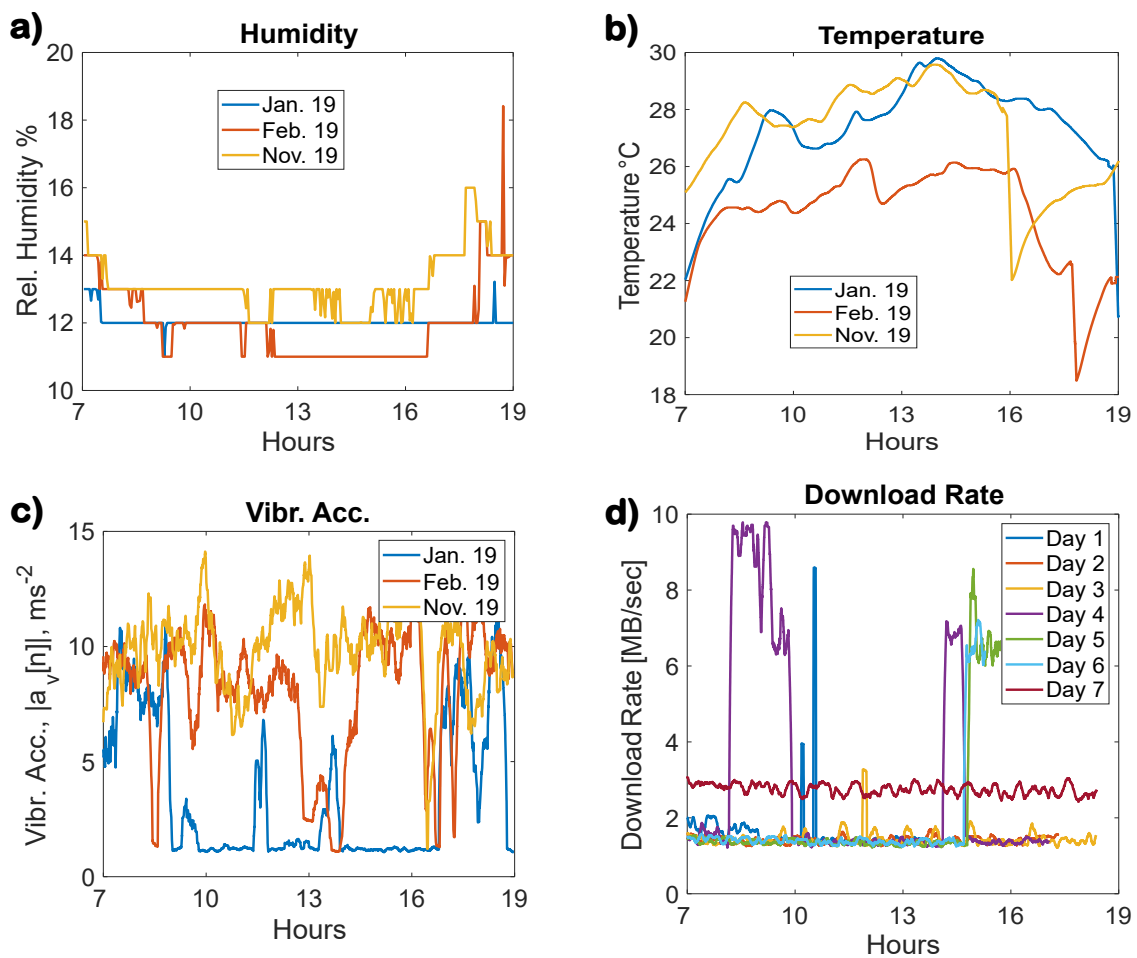 a)
Humidity
Rel. Humidity %
20
18
16
14
12
10
Jan. 19
Feb. 19
Nov. 19
7
10
13
16
19
Hours
b)
Temperature
Temperature °C
30
28
26
24
22
20
18
Jan. 19
Feb. 19
Nov. 19
7
10
13
16
19
Hours
c)
Vibr. Acc.
Vibr. Acc., |a_v[n]|, ms⁻²
15
10
5
0
Jan. 19
Feb. 19
Nov. 19
7
10
13
16
19
Hours
d)
Download Rate
Download Rate [MB/sec]
10
8
6
4
2
0
Day 1
Day 2
Day 3
Day 4
Day 5
Day 6
Day 7
7
10
13
16
19
Hours